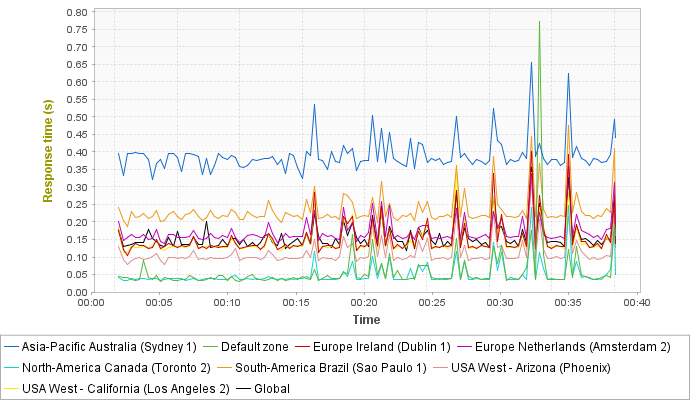 0.80
0.75
0.70
0.65
0.60
0.55
0.50
0.45
0.40
0.35
0.30
0.25
0.20
0.15
0.10
0.05
0.00
Response time (s)
00:00 00:05 00:10 00:15 00:20 00:25 00:30 00:35 00:40
Time
Asia-Pacific Australia (Sydney 1) Default zone Europe Ireland (Dublin 1) Europe Netherlands (Amsterdam 2)
North-America Canada (Toronto 2) South-America Brazil (Sao Paulo 1) USA West - Arizona (Phoenix)
USA West - California (Los Angeles 2) Global